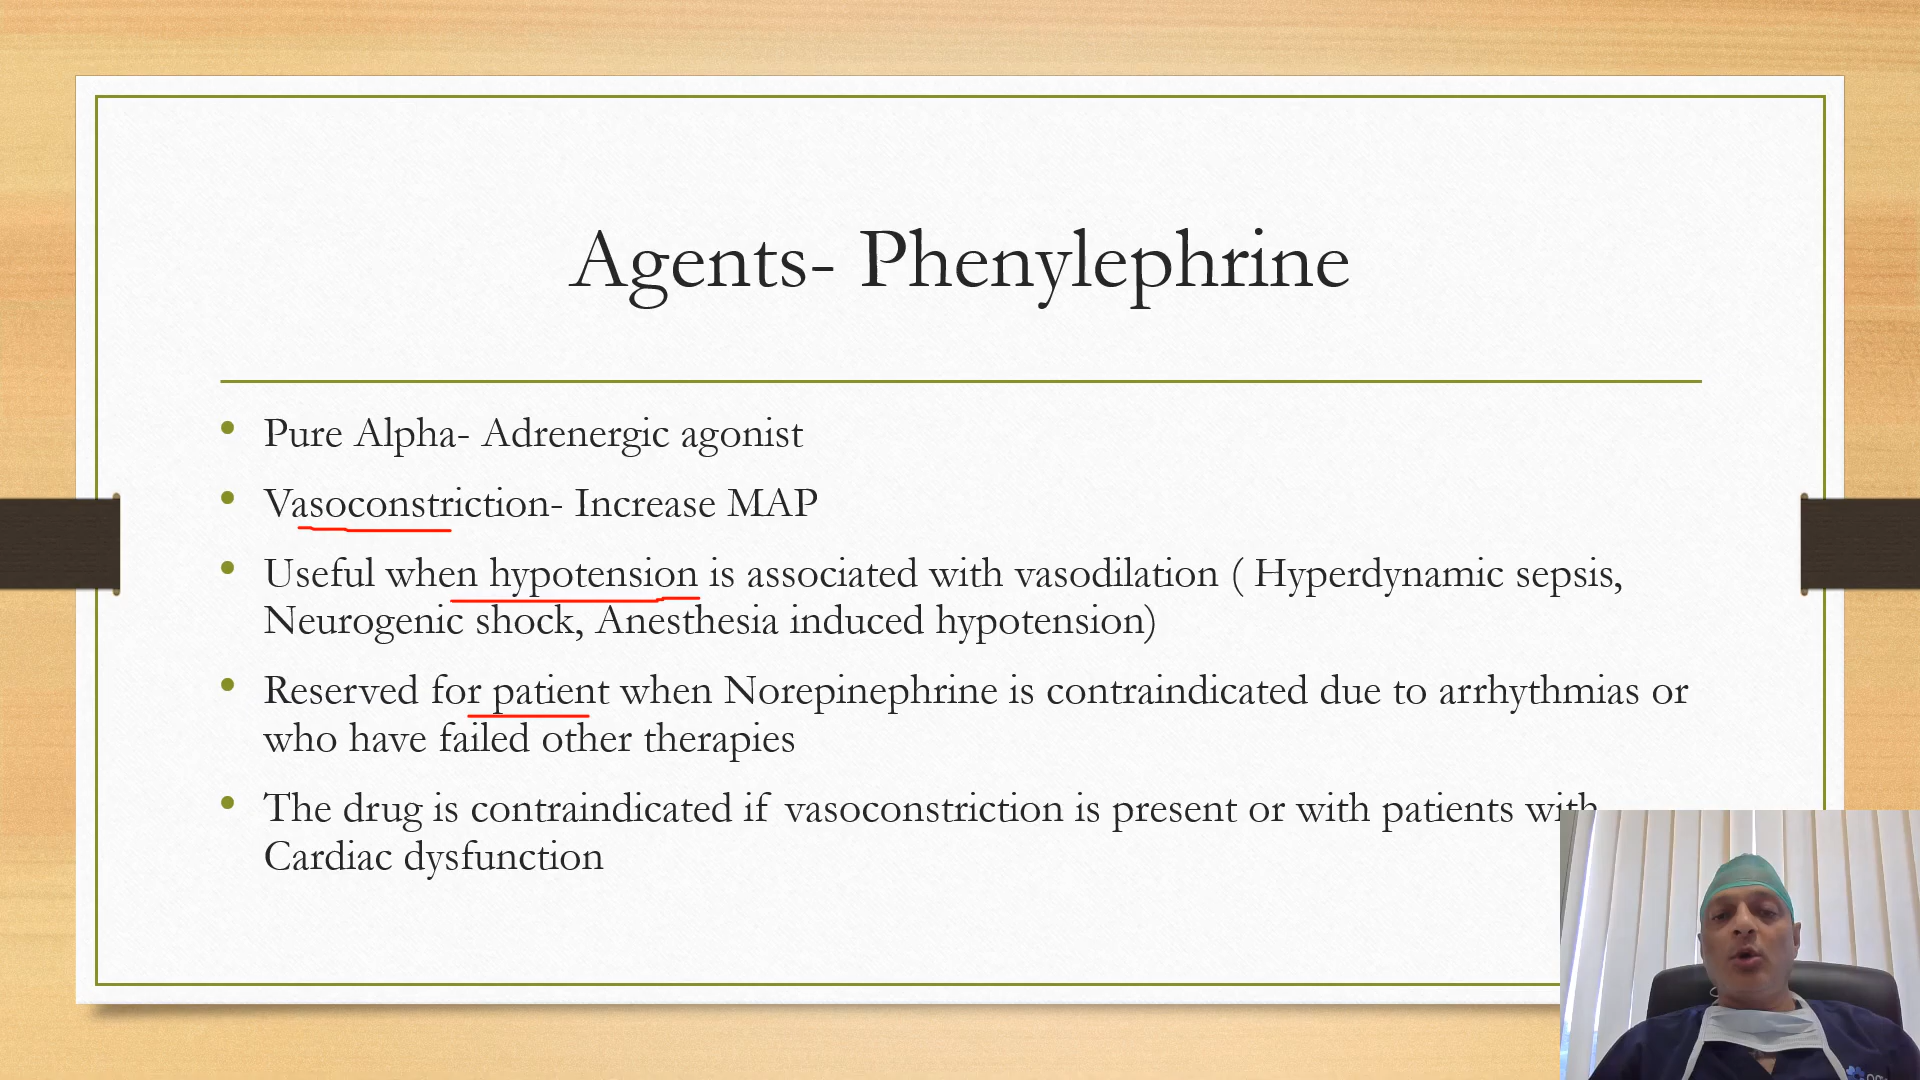 Agents- Phenylephrine
Pure Alpha- Adrenergic agonist
Vasoconstriction- Increase MAP
Useful when hypotension is associated with vasodilation ( Hyperdynamic sepsis,
Neurogenic shock, Anesthesia induced hypotension)
Reserved for patient when Norepinephrine is contraindicated due to arrhythmias or
who have failed other therapies
The drug is contraindicated if vasoconstriction is present or with patients with
Cardiac dysfunction